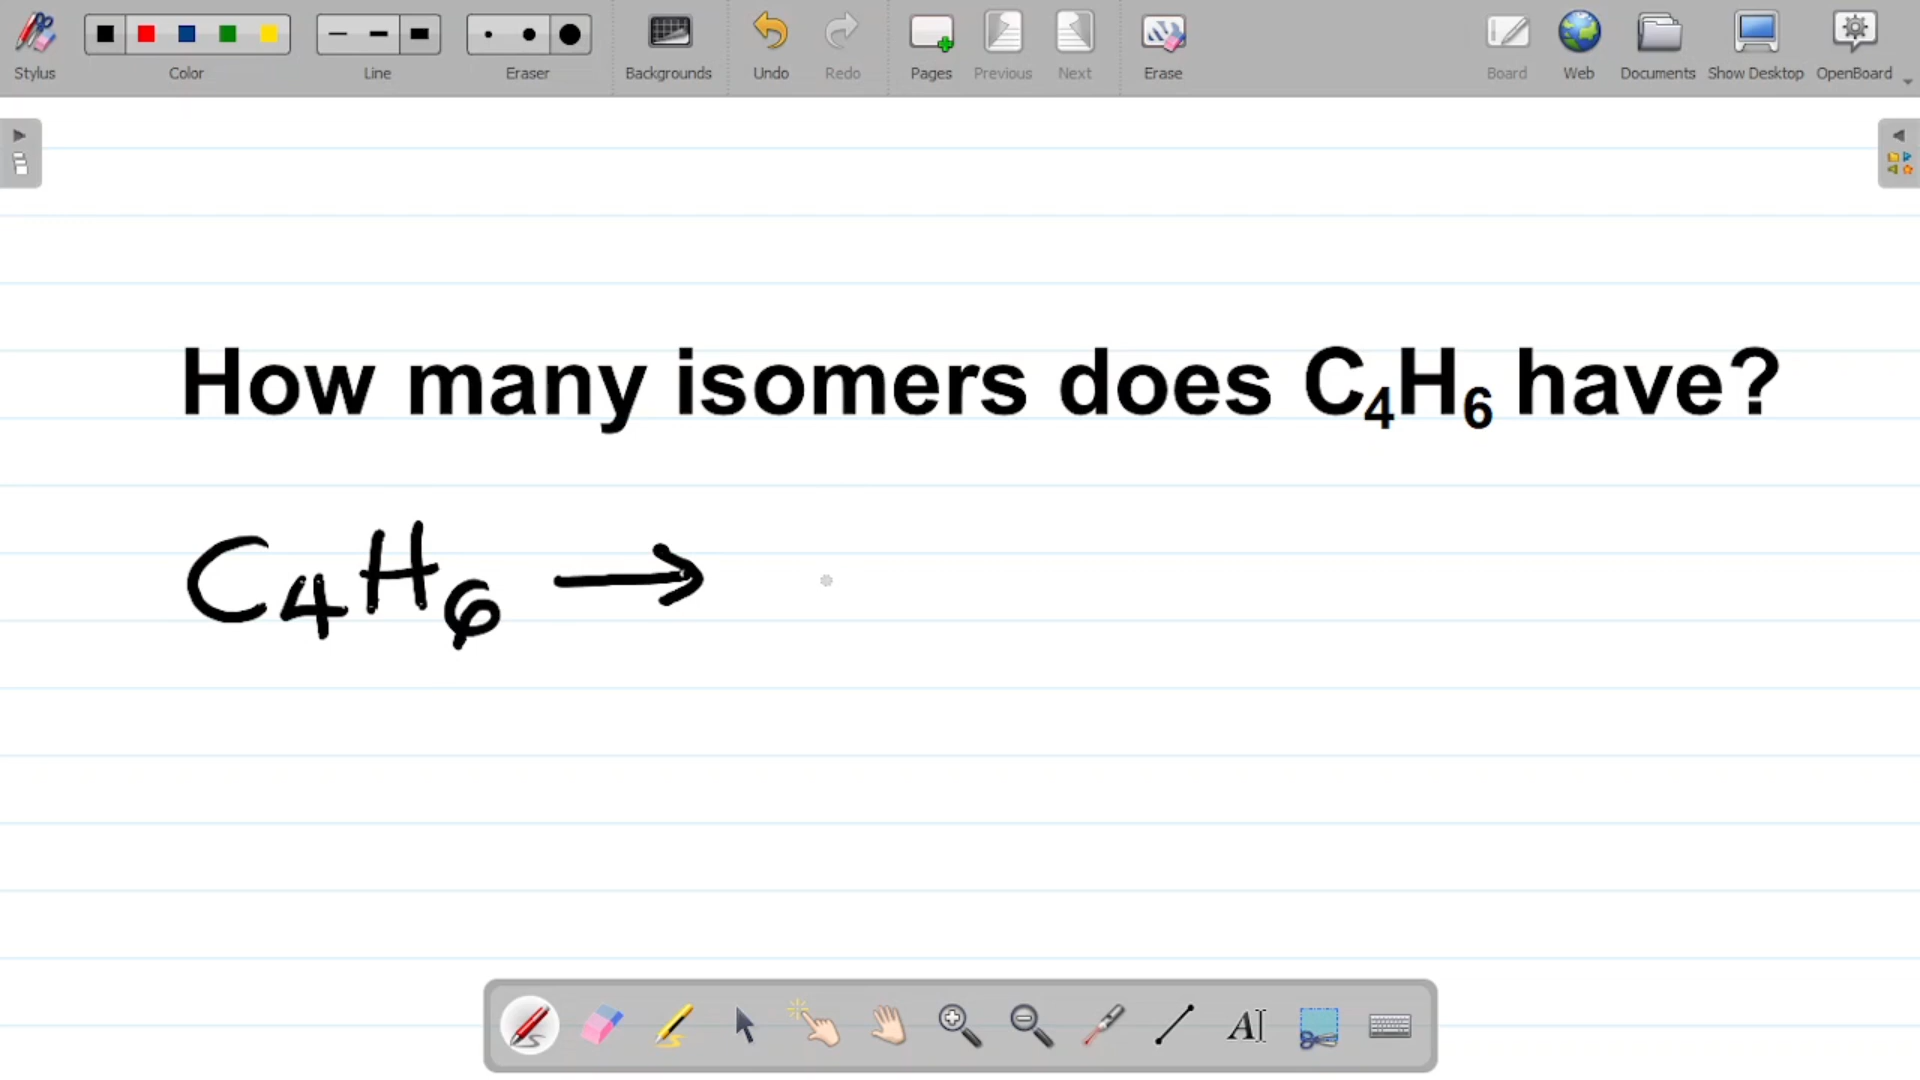 Stylus Color Line Eraser Backgrounds Undo Redo Pages Previous Next Erase Board Web Documents Show Desktop OpenBoard
How many isomers does C₄H₆ have?
C₄H₆ →
AI